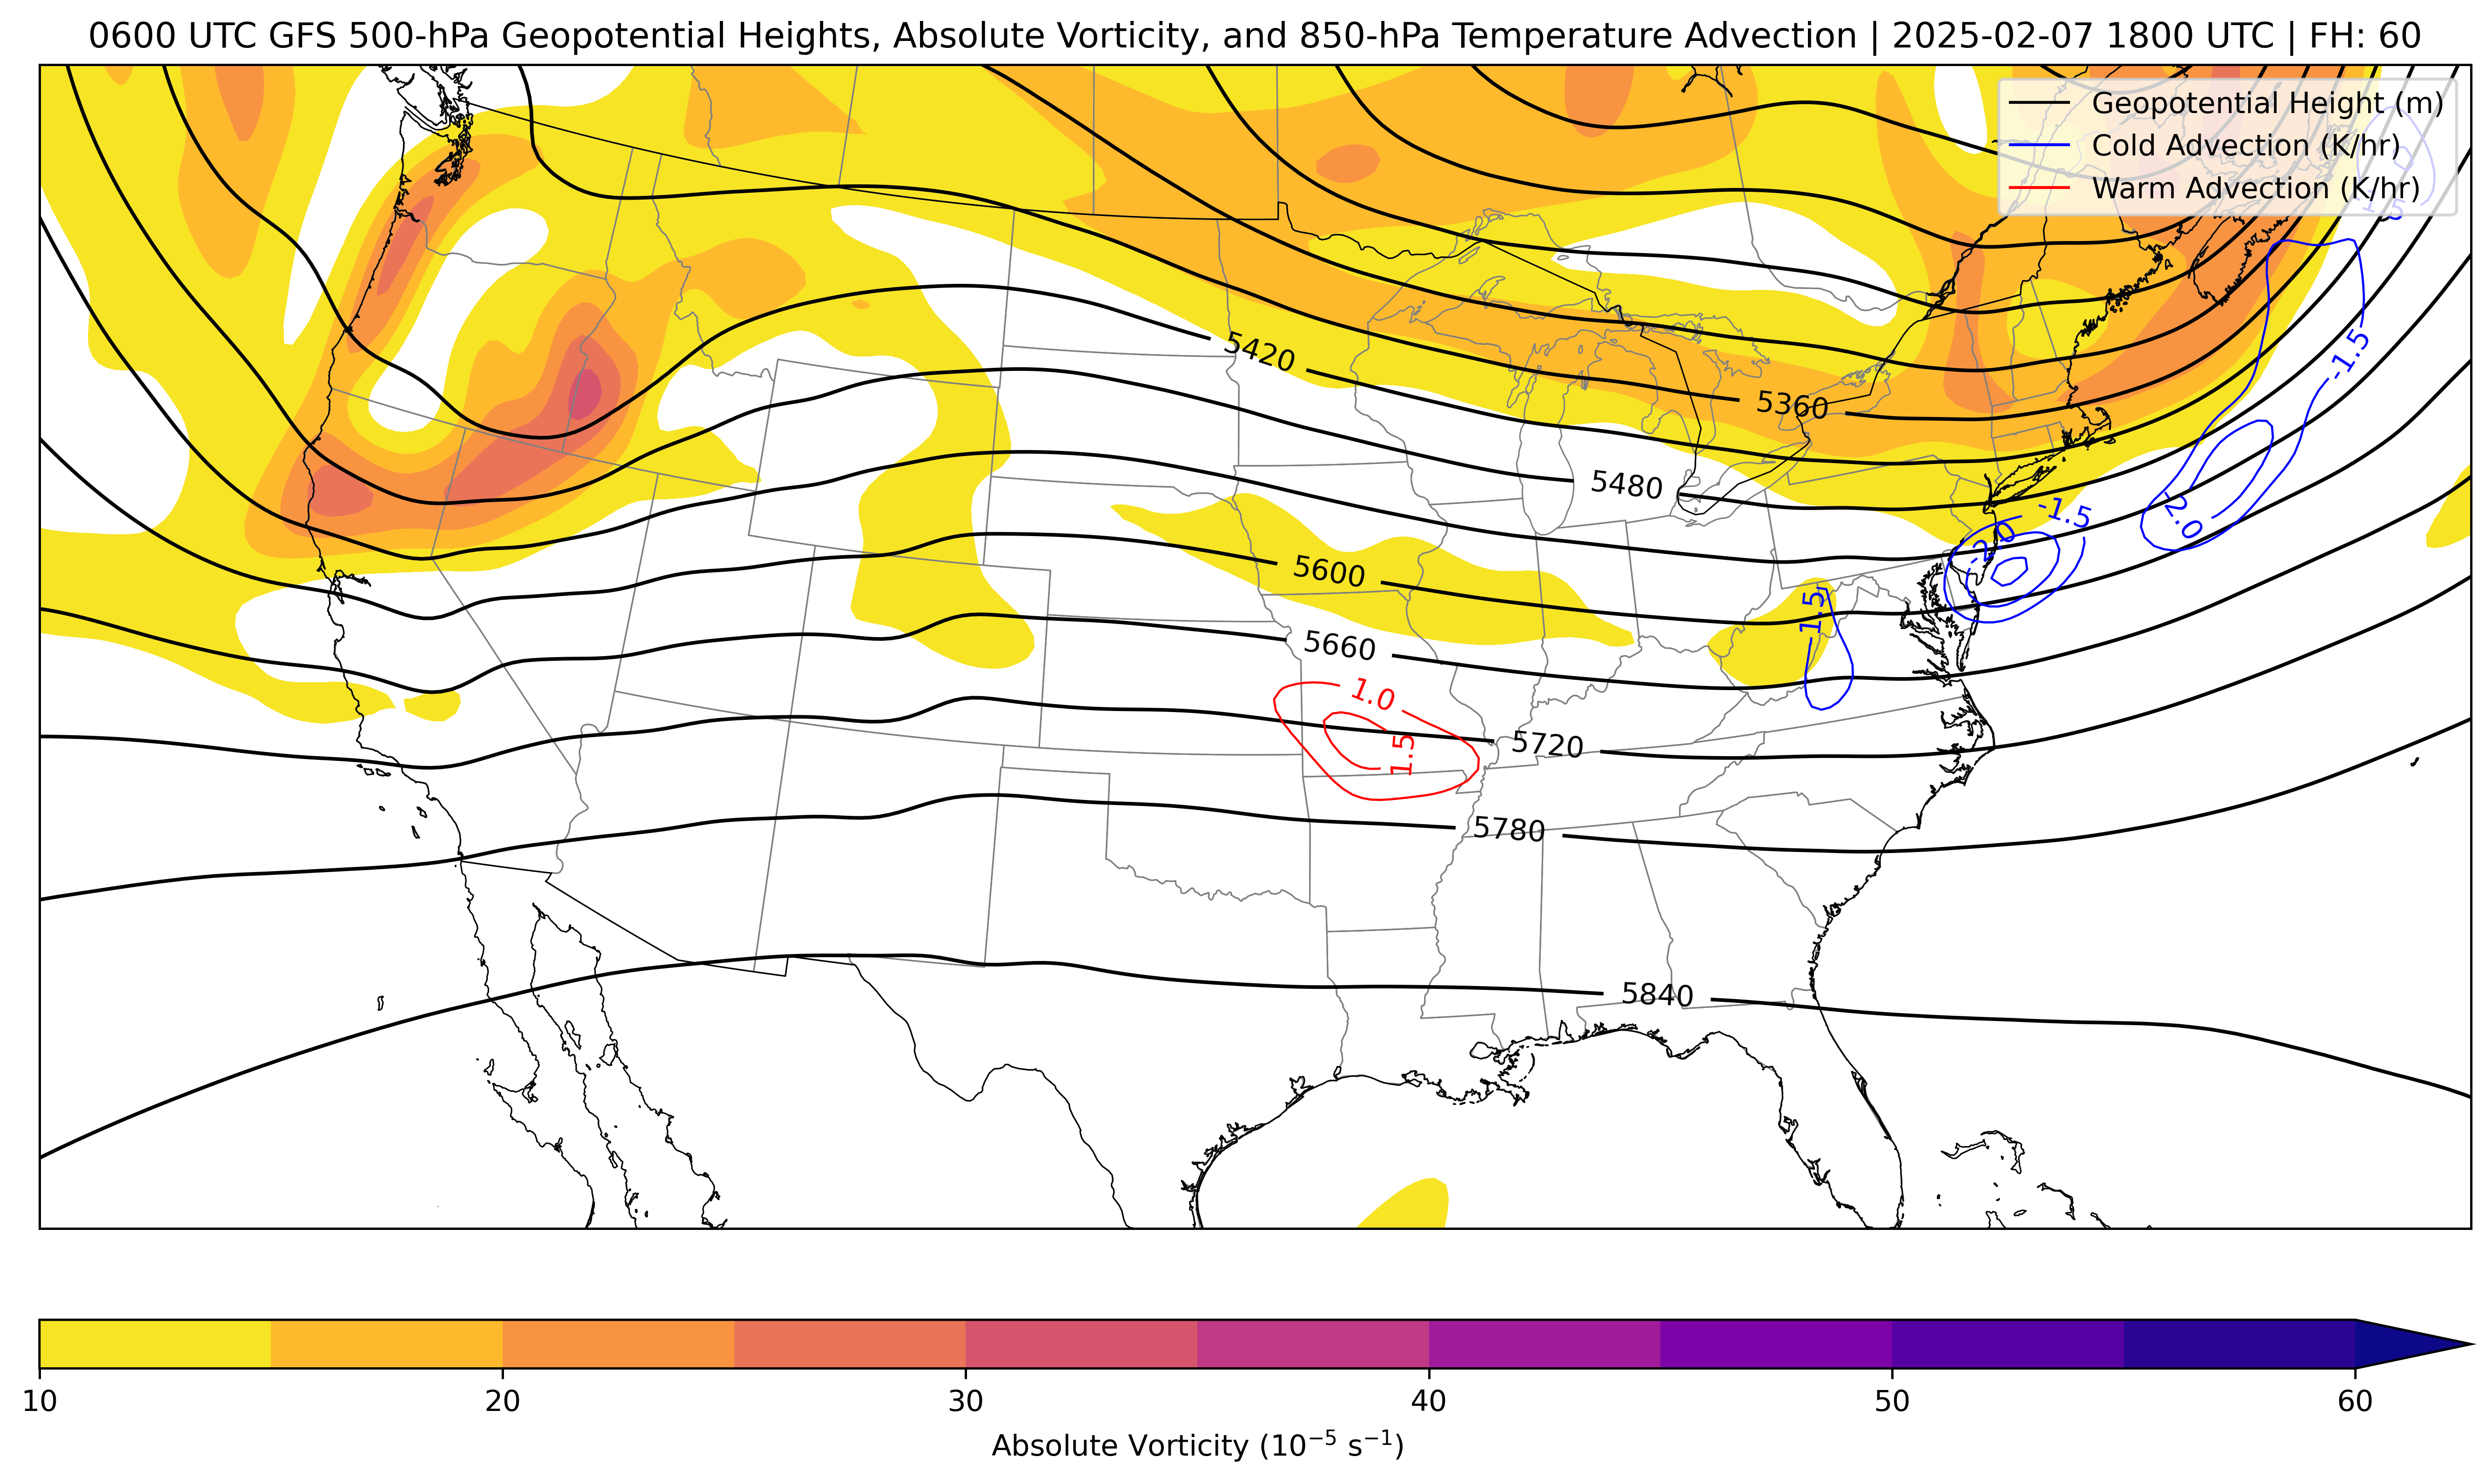 0600 UTC GFS 500-hPa Geopotential Heights, Absolute Vorticity, and 850-hPa Temperature Advection | 2025-02-07 1800 UTC | FH: 60
Geopotential Height (m)
Cold Advection (K/hr)
Warm Advection (K/hr)
-1.5
5420
-1.5
5360
5480
-2.0
-1.5
-2.0
5600
-1.5
5660
1.0
5720
1.5
5780
5840
10 20 30 40 50 60
Absolute Vorticity (10⁻⁵ s⁻¹)